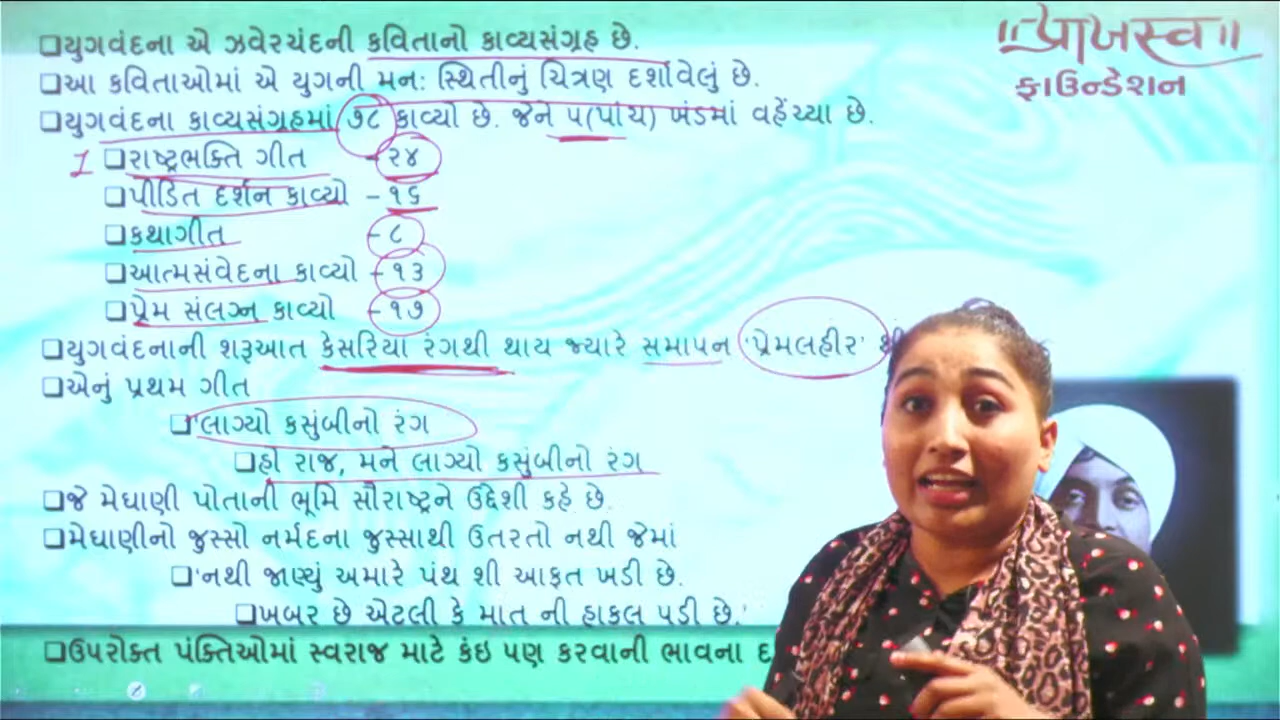 ॥પ્રાખસ્વ॥
ફાઉન્ડેશન
❑યુગવંદના એ ઝવેરચંદની કવિતાનો કાવ્યસંગ્રહ છે.
❑આ કવિતાઓમાં એ યુગની મન: સ્થિતીનું ચિત્રણ દર્શાવેલું છે.
❑યુગવંદના કાવ્યસંગ્રહમાં ૭૮ કાવ્યો છે. જેને ૫(પાંચ) ખંડમાં વહેંચ્યા છે.
1 ❑રાષ્ટ્રભક્તિ ગીત - ૨૪
❑પીડિત દર્શન કાવ્યો - ૧૬
❑કથાગીત - ૮
❑આત્મસંવેદના કાવ્યો - ૧૩
❑પ્રેમ સંલગ્ન કાવ્યો - ૧૭
❑યુગવંદનાની શરૂઆત કેસરિયા રંગથી થાય જ્યારે સમાપન 'પ્રેમલહીર'
❑એનું પ્રથમ ગીત
❑'લાગ્યો કસુંબીનો રંગ
❑હો રાજ, મને લાગ્યો કસુંબીનો રંગ
❑જે મેઘાણી પોતાની ભૂમિ સૌરાષ્ટ્રને ઉદ્દેશી કહે છે.
❑મેઘાણીનો જુસ્સો નર્મદના જુસ્સાથી ઉતરતો નથી જેમાં
❑'નથી જાણ્યું અમારે પંથ શી આફત ખડી છે.
❑ખબર છે એટલી કે માત ની હાકલ પડી છે.'
❑ઉપરોક્ત પંક્તિઓમાં સ્વરાજ માટે કંઇ પણ કરવાની ભાવના